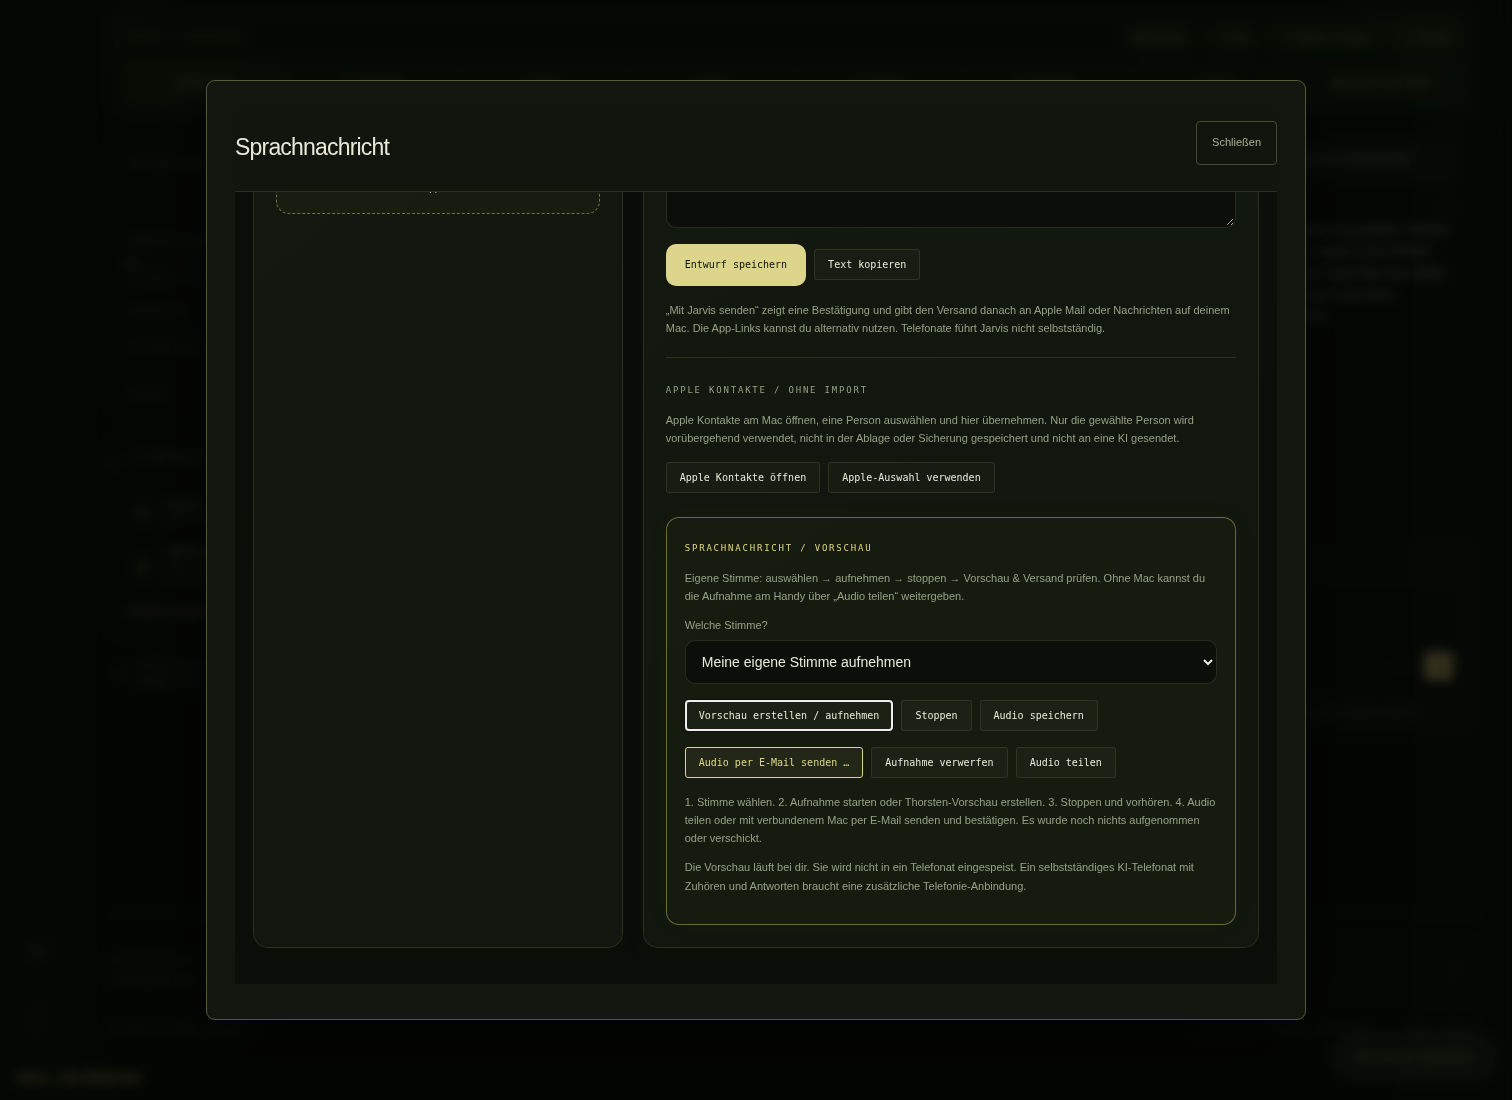 Sprachnachricht
Schließen
Entwurf speichern
Text kopieren
„Mit Jarvis senden“ zeigt eine Bestätigung und gibt den Versand danach an Apple Mail oder Nachrichten auf deinem
Mac. Die App-Links kannst du alternativ nutzen. Telefonate führt Jarvis nicht selbstständig.
APPLE KONTAKTE / OHNE IMPORT
Apple Kontakte am Mac öffnen, eine Person auswählen und hier übernehmen. Nur die gewählte Person wird
vorübergehend verwendet, nicht in der Ablage oder Sicherung gespeichert und nicht an eine KI gesendet.
Apple Kontakte öffnen
Apple-Auswahl verwenden
SPRACHNACHRICHT / VORSCHAU
Eigene Stimme: auswählen → aufnehmen → stoppen → Vorschau & Versand prüfen. Ohne Mac kannst du
die Aufnahme am Handy über „Audio teilen“ weitergeben.
Welche Stimme?
Meine eigene Stimme aufnehmen
Vorschau erstellen / aufnehmen
Stoppen
Audio speichern
Audio per E-Mail senden …
Aufnahme verwerfen
Audio teilen
1. Stimme wählen. 2. Aufnahme starten oder Thorsten-Vorschau erstellen. 3. Stoppen und vorhören. 4. Audio
teilen oder mit verbundenem Mac per E-Mail senden und bestätigen. Es wurde noch nichts aufgenommen
oder verschickt.
Die Vorschau läuft bei dir. Sie wird nicht in ein Telefonat eingespeist. Ein selbstständiges KI-Telefonat mit
Zuhören und Antworten braucht eine zusätzliche Telefonie-Anbindung.